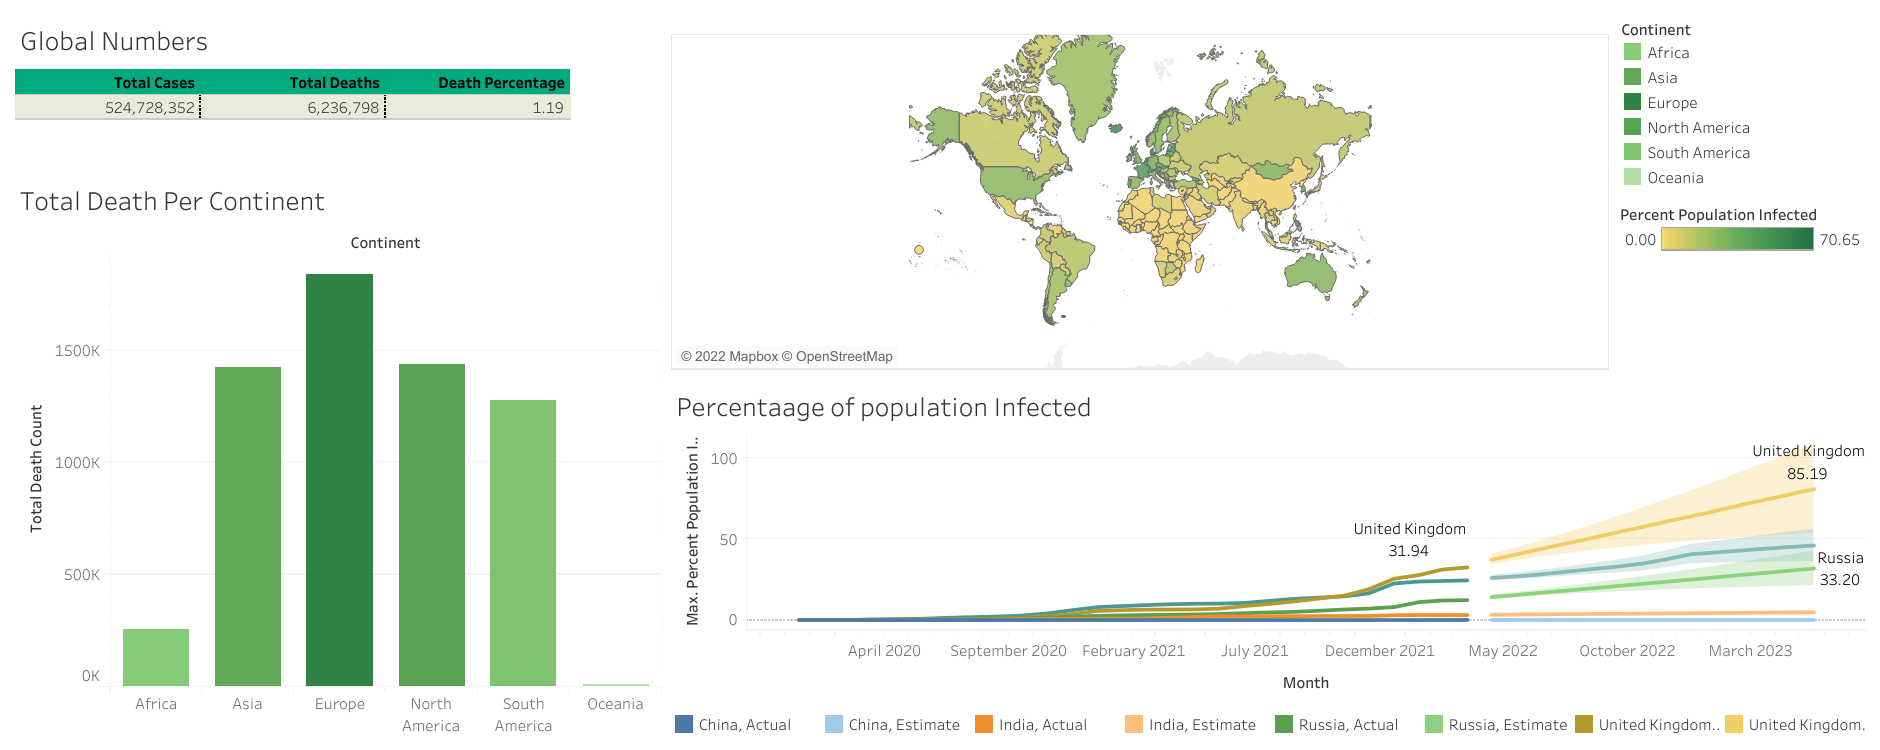 Global Numbers
Total Cases Total Deaths Death Percentage
524,728,352 6,236,798 1.19
Total Death Per Continent
Continent
Total Death Count
1500K
1000K
500K
0K
Africa Asia Europe North America South America Oceania
© 2022 Mapbox © OpenStreetMap
Continent
Africa
Asia
Europe
North America
South America
Oceania
Percent Population Infected
0.00 70.65
Percentaage of population Infected
Max. Percent Population I..
100
50
0
United Kingdom
31.94
United Kingdom
85.19
Russia
33.20
April 2020 September 2020 February 2021 July 2021 December 2021 May 2022 October 2022 March 2023
Month
China, Actual China, Estimate India, Actual India, Estimate Russia, Actual Russia, Estimate United Kingdom.. United Kingdom.